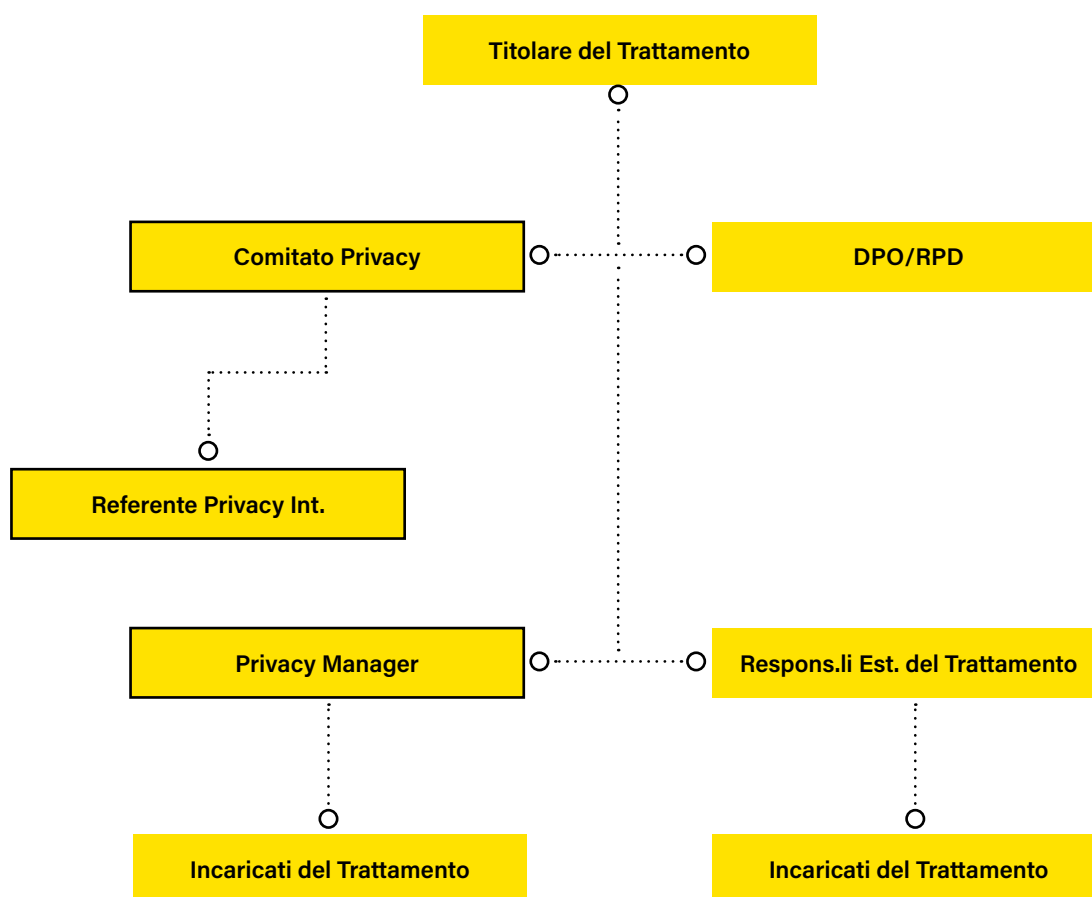 Titolare del Trattamento
Comitato Privacy
DPO/RPD
Referente Privacy Int.
Privacy Manager
Respons.li Est. del Trattamento
Incaricati del Trattamento
Incaricati del Trattamento